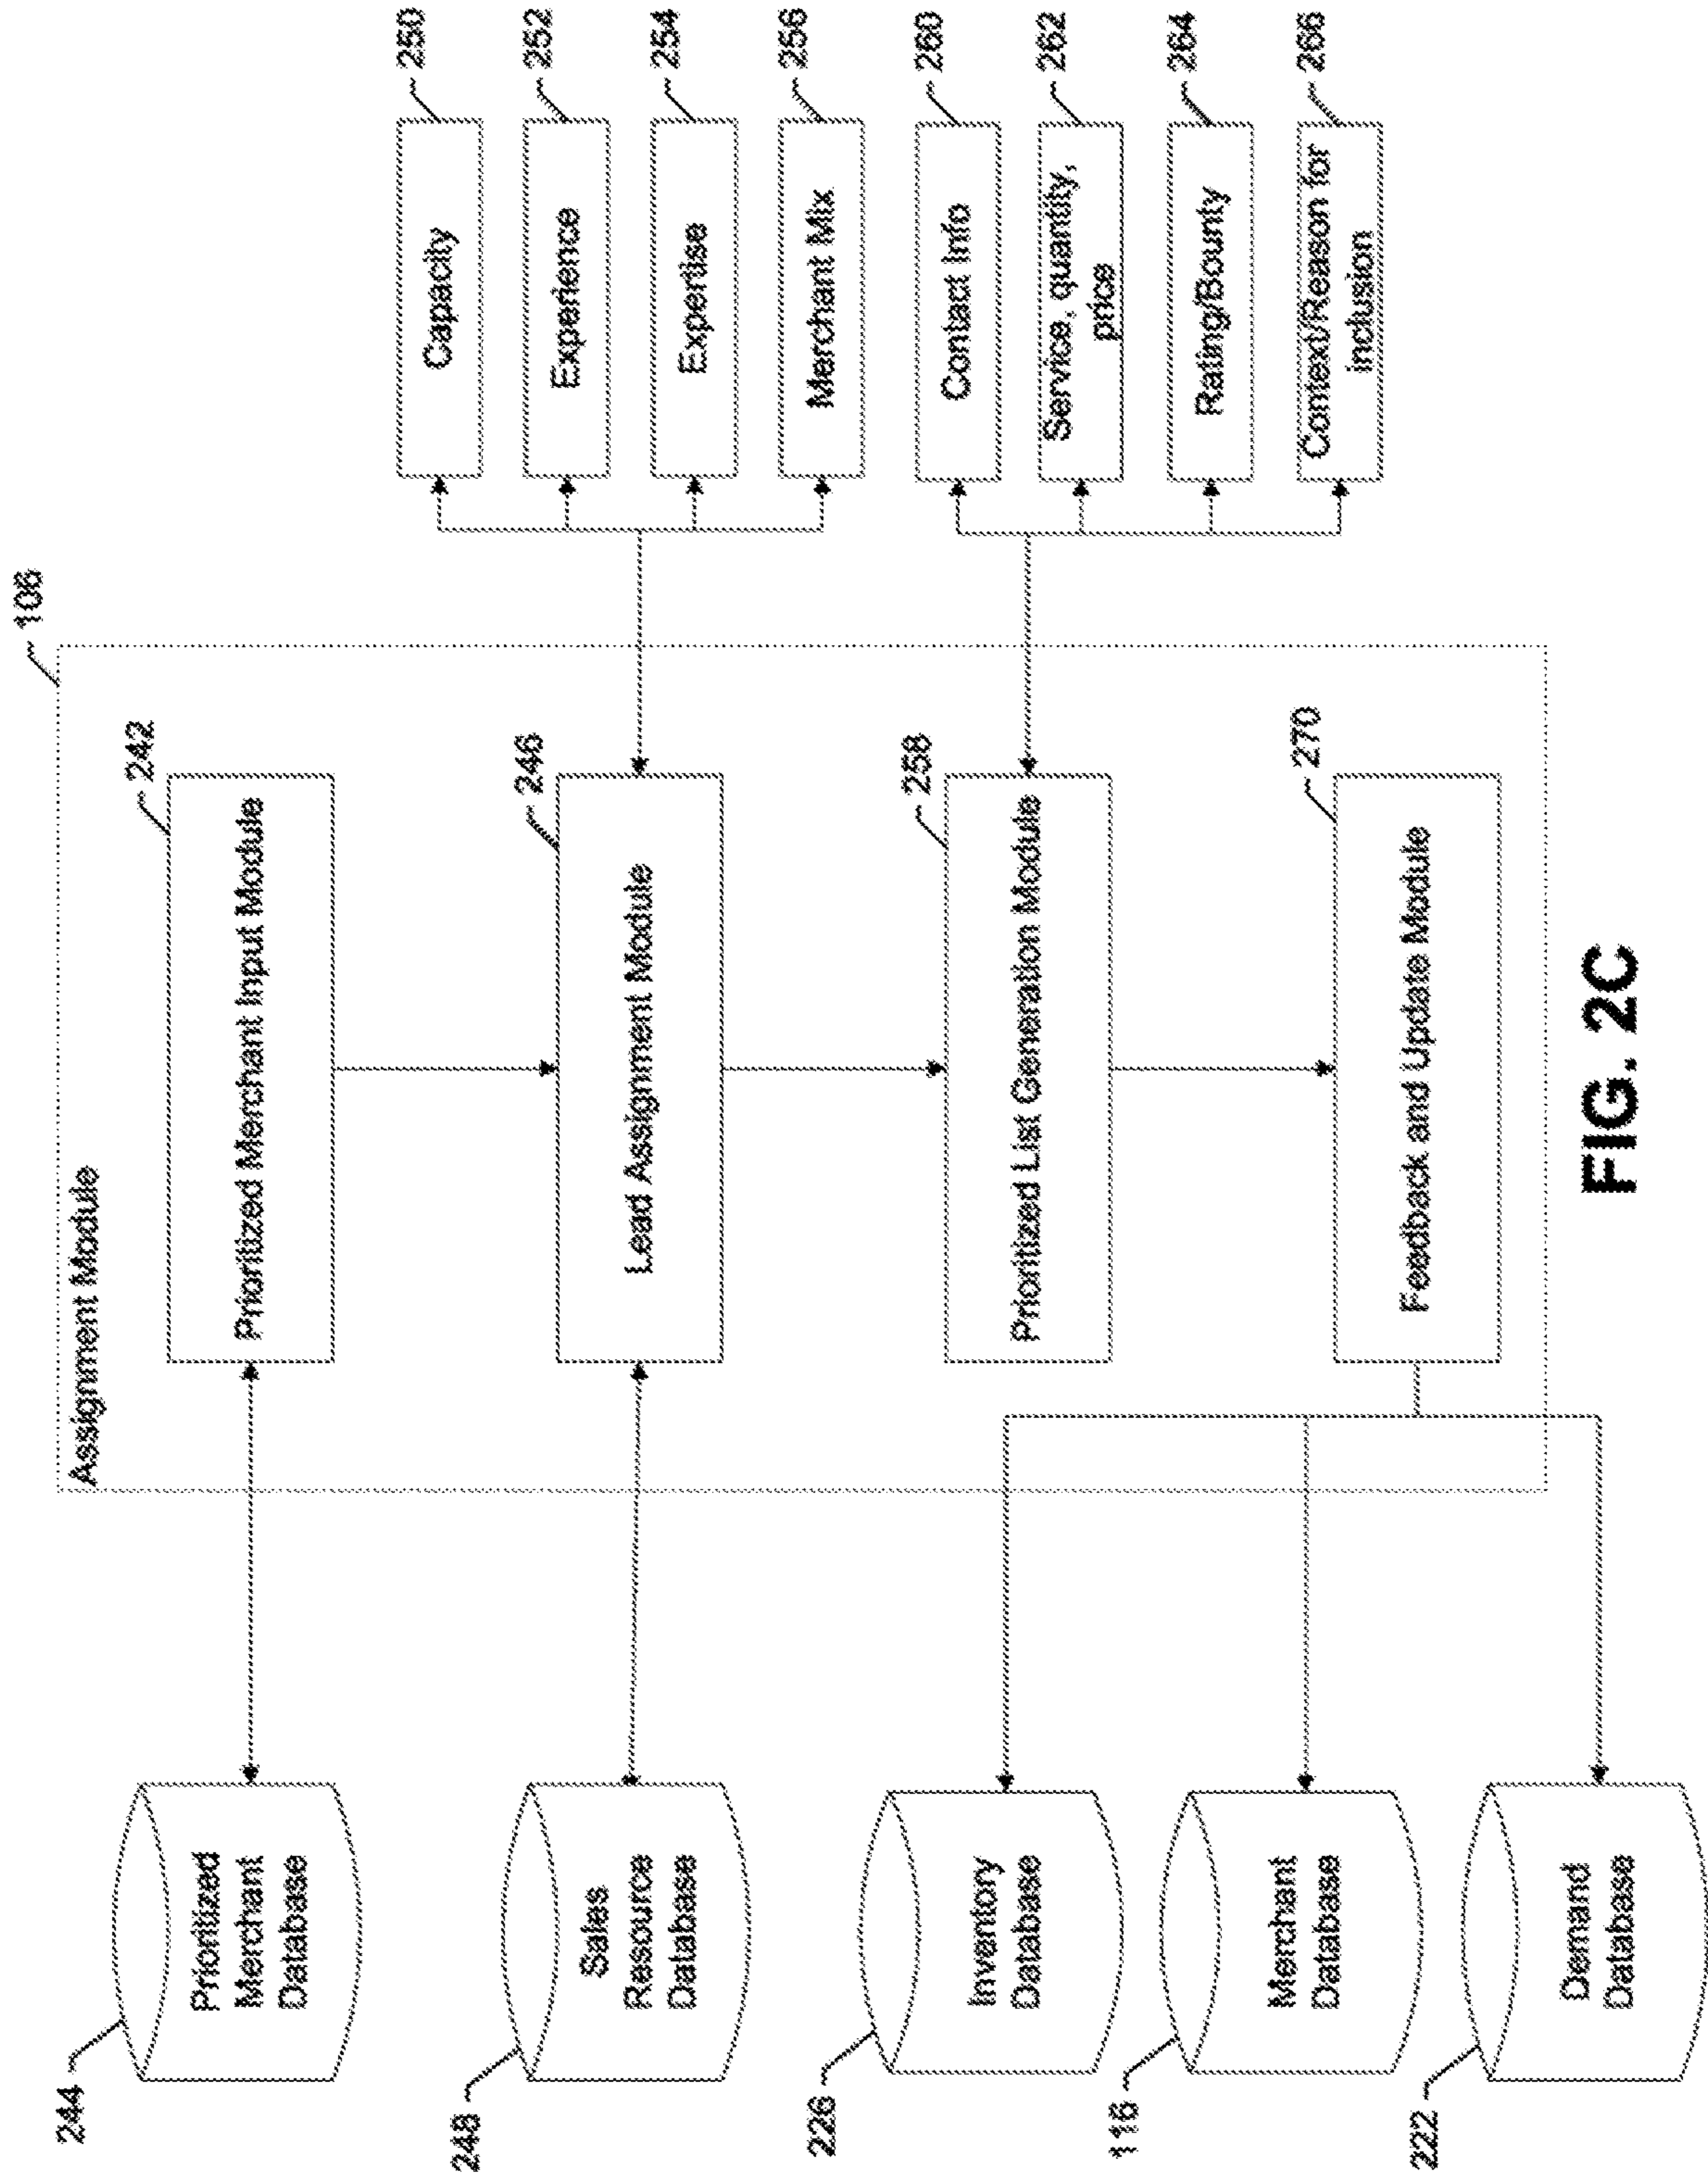 106
Assignment Module
244
Prioritized
Merchant
Database
242
Prioritized Merchant Input Module
250
Capacity
252
Experience
254
Expertise
256
Merchant Mix
248
Sales
Resource
Database
246
Lead Assignment Module
260
Contact Info
262
Service, quantity,
price
264
Rating/Bounty
266
Context/Reason for
inclusion
258
Prioritized List Generation Module
226
Inventory
Database
116
Merchant
Database
222
Demand
Database
270
Feedback and Update Module
FIG. 2C